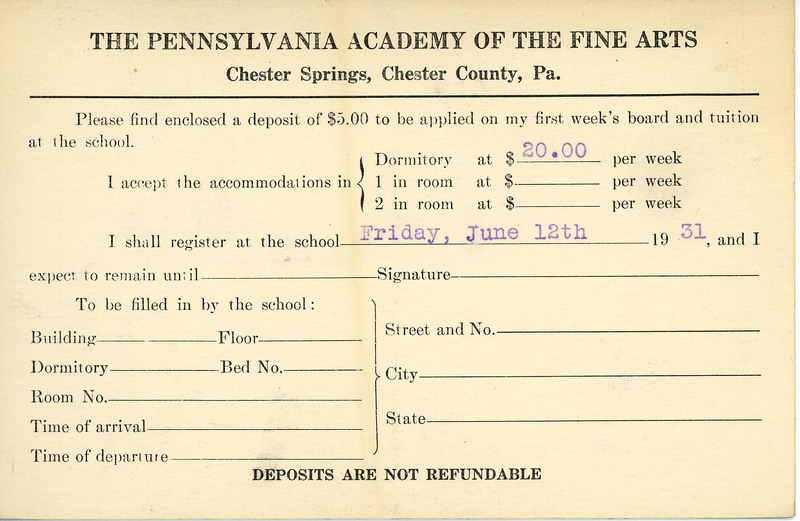 THE PENNSYLVANIA ACADEMY OF THE FINE ARTS
Chester Springs, Chester County, Pa.
Please find enclosed a deposit of $5.00 to be applied on my first week's board and tuition
at the school.
Dormitory at $ 20.00 per week
I accept the accommodations in { 1 in room at $ per week
2 in room at $ per week
I shall register at the school Friday, June 12th 19 31, and I
expect to remain until Signature
To be filled in by the school:
Building Floor
Street and No.
Dormitory Bed No.
City
Room No.
State
Time of arrival
Time of departure
DEPOSITS ARE NOT REFUNDABLE